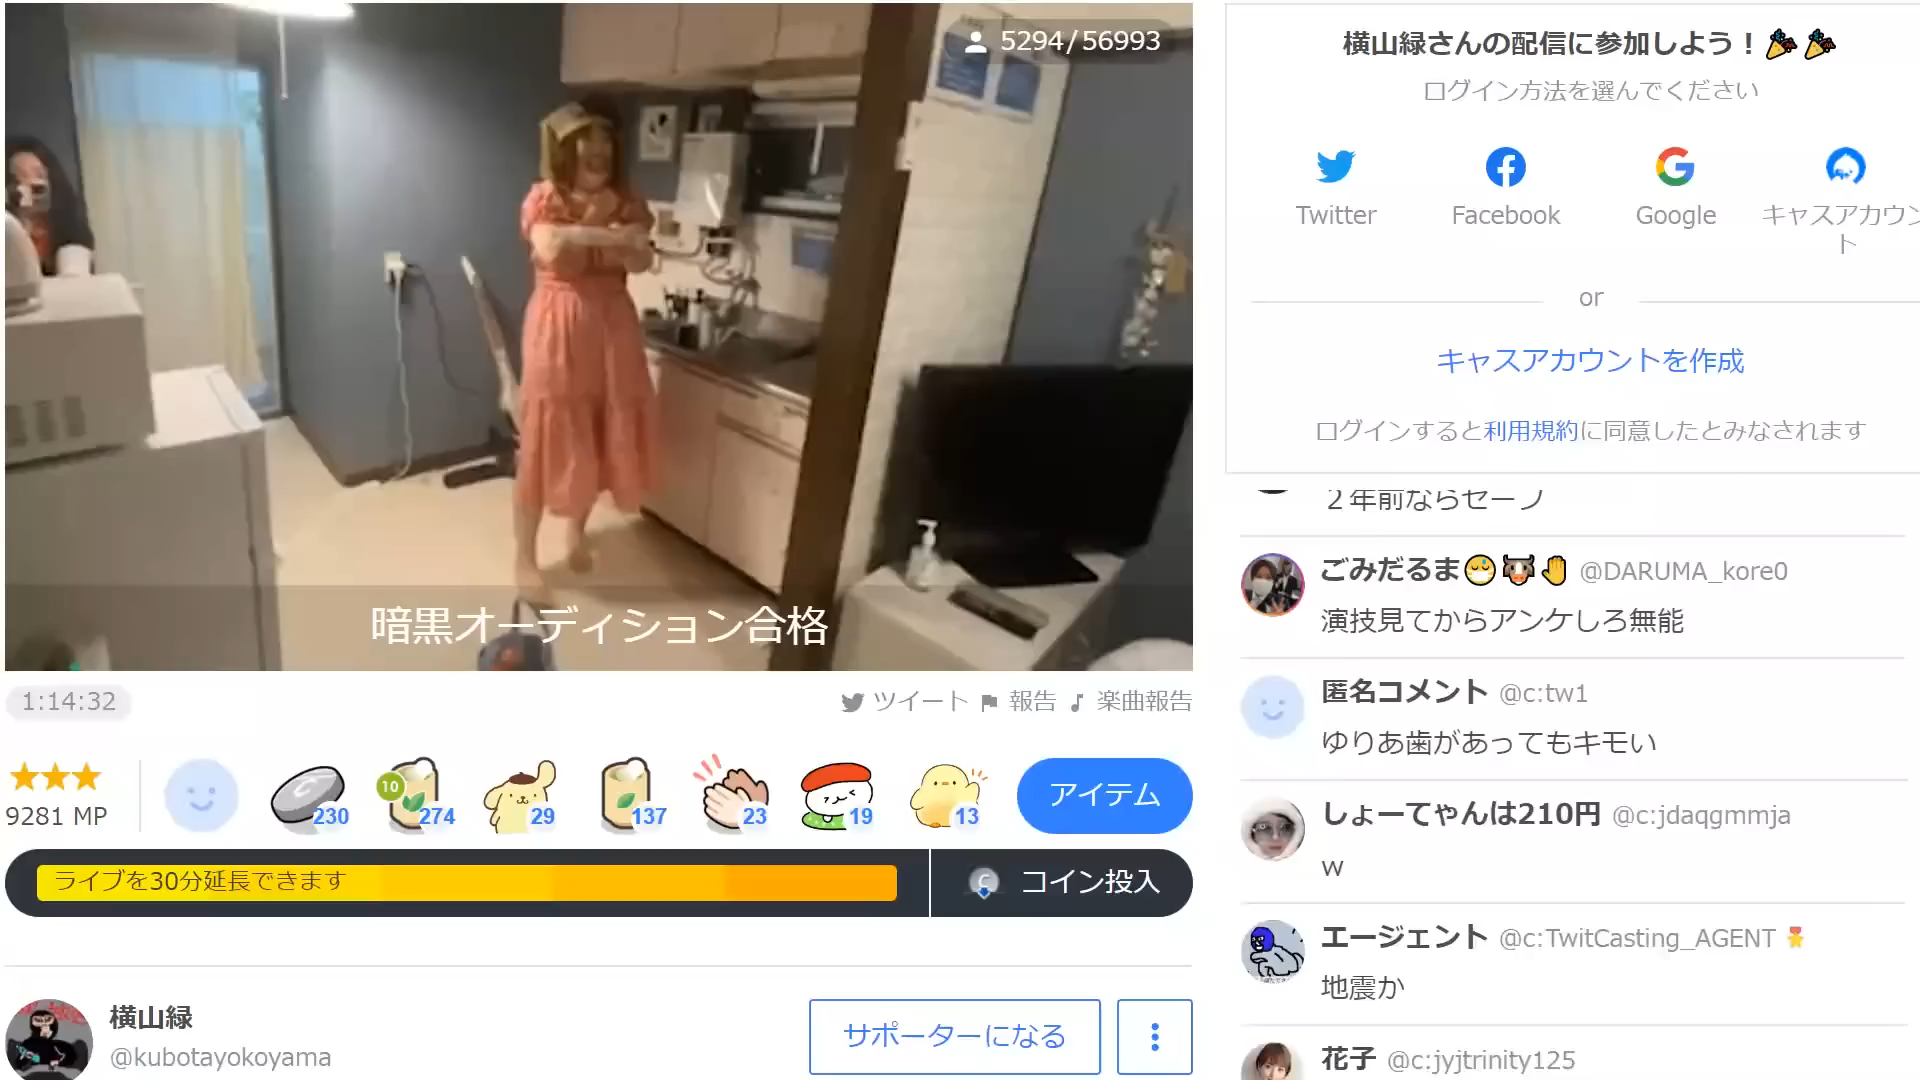 5294/56993
暗黒オーディション合格
1:14:32
ツイート 報告 楽曲報告
9281 MP
230
10
274
29
137
23
19
13
アイテム
ライブを30分延長できます
コイン投入
横山緑
@kubotayokoyama
サポーターになる
横山緑さんの配信に参加しよう！
ログイン方法を選んでください
Twitter
Facebook
Google
キャスアカウント
or
キャスアカウントを作成
ログインすると利用規約に同意したとみなされます
２年前ならセーフ
ごみだるま @DARUMA_kore0
演技見てからアンケしろ無能
匿名コメント @c:tw1
ゆりあ歯があってもキモい
しょーてゃんは210円 @c:jdaqgmmja
w
エージェント @c:TwitCasting_AGENT
地震か
花子 @c:jyjtrinity125